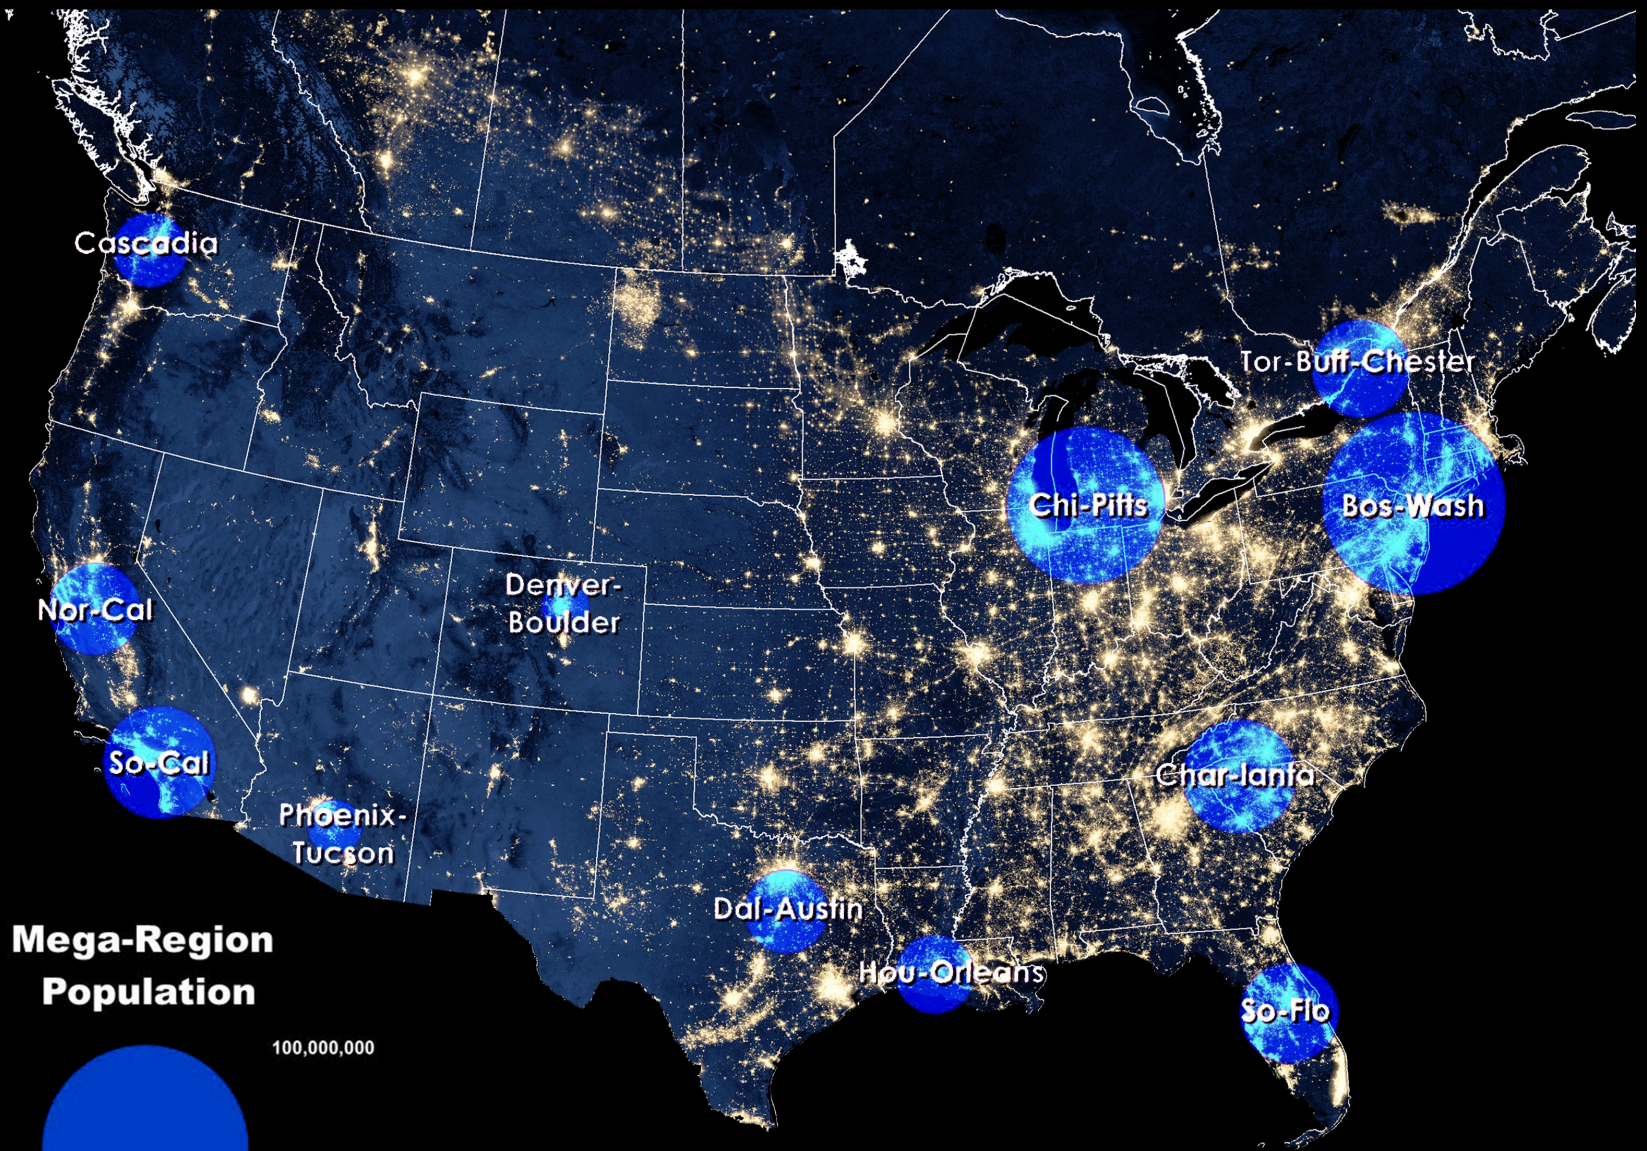 Cascadia
Tor-Buff-Chester
Chi-Pitts
Bos-Wash
Denver-
Boulder
Nor-Cal
So-Cal
Char-lanta
Phoenix-
Tucson
Dal-Austin
Hou-Orleans
So-Flo
Mega-Region
Population
100,000,000